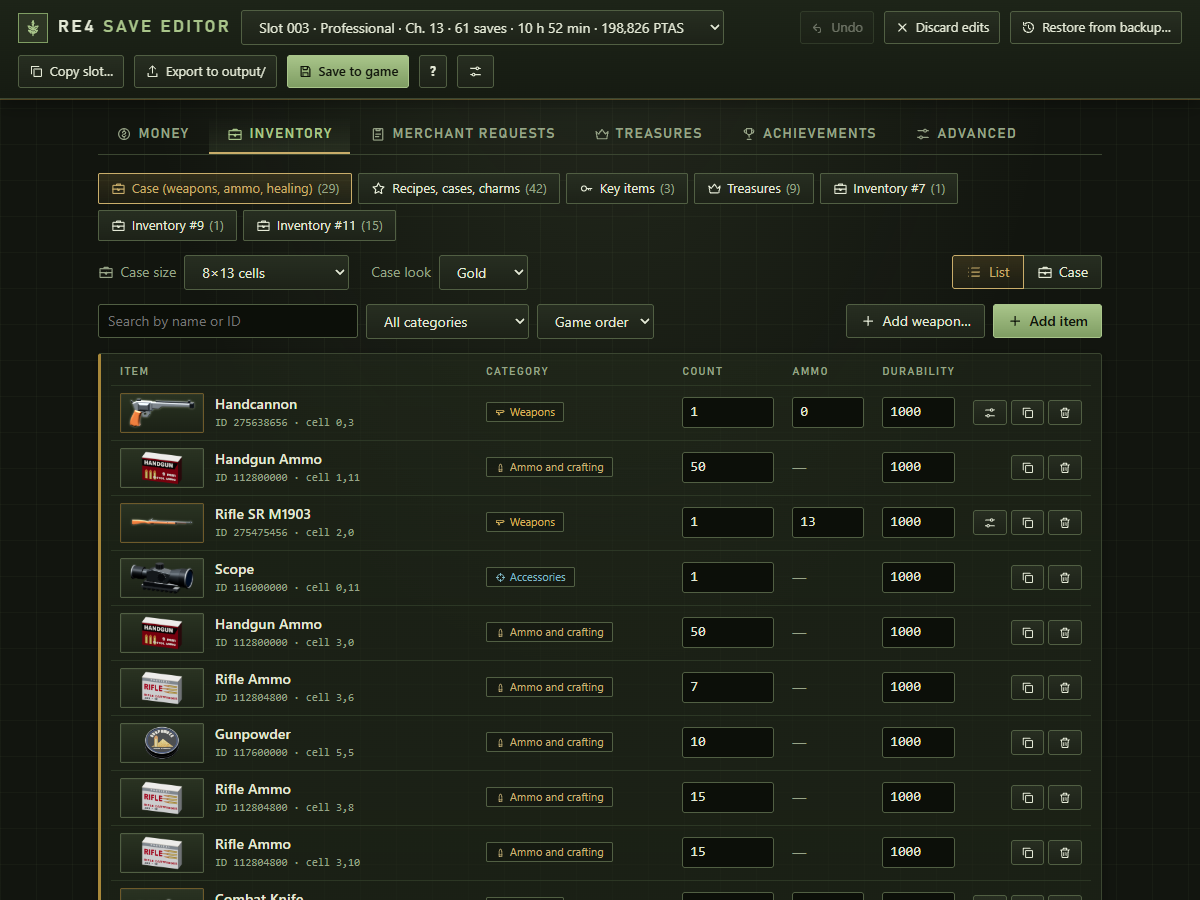 RE4 SAVE EDITOR
Slot 003 · Professional · Ch. 13 · 61 saves · 10 h 52 min · 198,826 PTAS
Undo
Discard edits
Restore from backup...
Copy slot...
Export to output/
Save to game
?
MONEY
INVENTORY
MERCHANT REQUESTS
TREASURES
ACHIEVEMENTS
ADVANCED
Case (weapons, ammo, healing) (29)
Recipes, cases, charms (42)
Key items (3)
Treasures (9)
Inventory #7 (1)
Inventory #9 (1)
Inventory #11 (15)
Case size
8×13 cells
Case look
Gold
List
Case
Search by name or ID
All categories
Game order
Add weapon...
Add item
ITEM CATEGORY COUNT AMMO DURABILITY
Handcannon
ID 275638656 · cell 0,3
Weapons
1
0
1000
HANDGUN
Handgun Ammo
ID 112800000 · cell 1,11
Ammo and crafting
50
—
1000
Rifle SR M1903
ID 275475456 · cell 2,0
Weapons
1
13
1000
Scope
ID 116000000 · cell 0,11
Accessories
1
—
1000
HANDGUN
Handgun Ammo
ID 112800000 · cell 3,0
Ammo and crafting
50
—
1000
RIFLE
Rifle Ammo
ID 112804800 · cell 3,6
Ammo and crafting
7
—
1000
Gunpowder
ID 117600000 · cell 5,5
Ammo and crafting
10
—
1000
RIFLE
Rifle Ammo
ID 112804800 · cell 3,8
Ammo and crafting
15
—
1000
RIFLE
Rifle Ammo
ID 112804800 · cell 3,10
Ammo and crafting
15
—
1000
Combat Knife